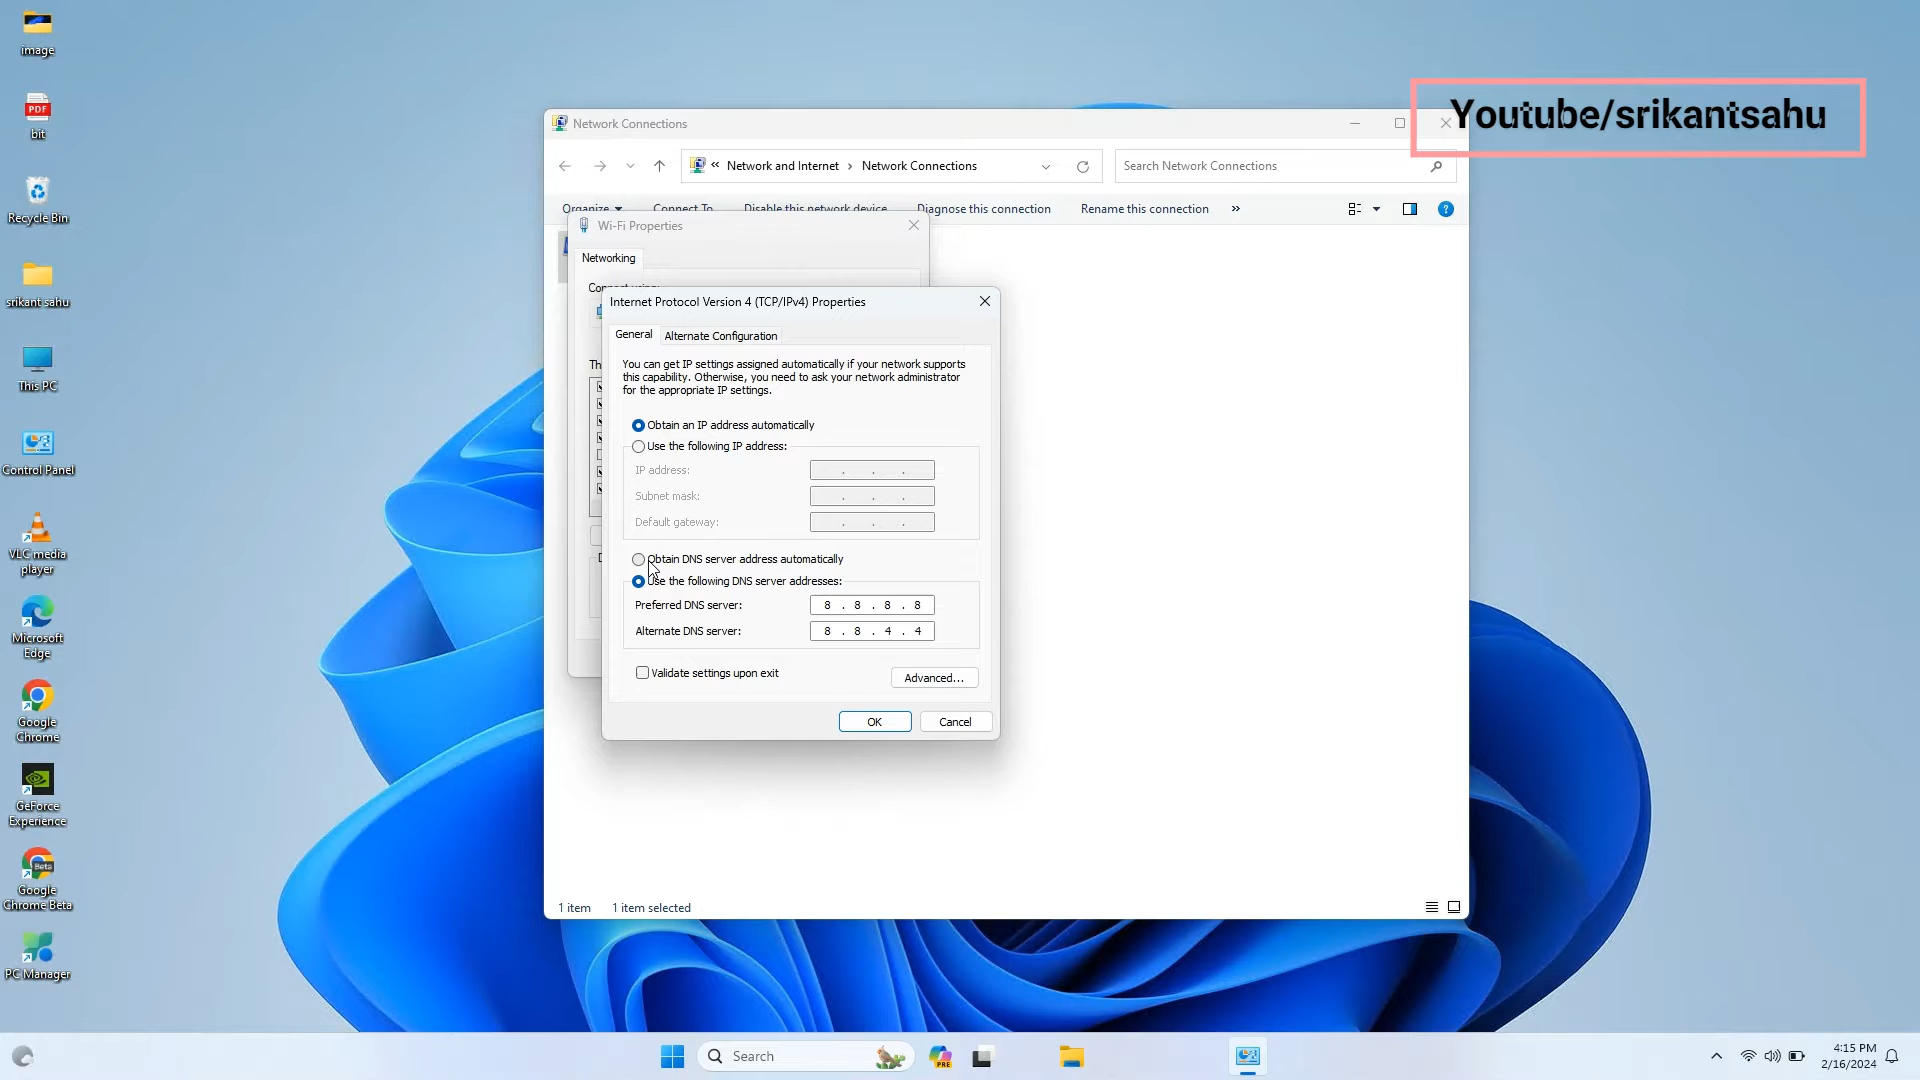 image
bit
Recycle Bin
srikant sahu
This PC
Control Panel
VLC media
player
Microsoft
Edge
Google
Chrome
GeForce
Experience
Beta
Google
Chrome Beta
PC Manager
Youtube/srikantsahu
Network Connections
« Network and Internet › Network Connections
Search Network Connections
Organize
Connect To
Disable this network device
Diagnose this connection
Rename this connection
»
Wi-Fi Properties
Networking
Internet Protocol Version 4 (TCP/IPv4) Properties
General
Alternate Configuration
You can get IP settings assigned automatically if your network supports
this capability. Otherwise, you need to ask your network administrator
for the appropriate IP settings.
Obtain an IP address automatically
Use the following IP address:
IP address:
Subnet mask:
Default gateway:
Obtain DNS server address automatically
Use the following DNS server addresses:
Preferred DNS server: 8 . 8 . 8 . 8
Alternate DNS server: 8 . 8 . 4 . 4
Validate settings upon exit
Advanced...
OK
Cancel
1 item
1 item selected
Search
PRE
4:15 PM
2/16/2024
PDF